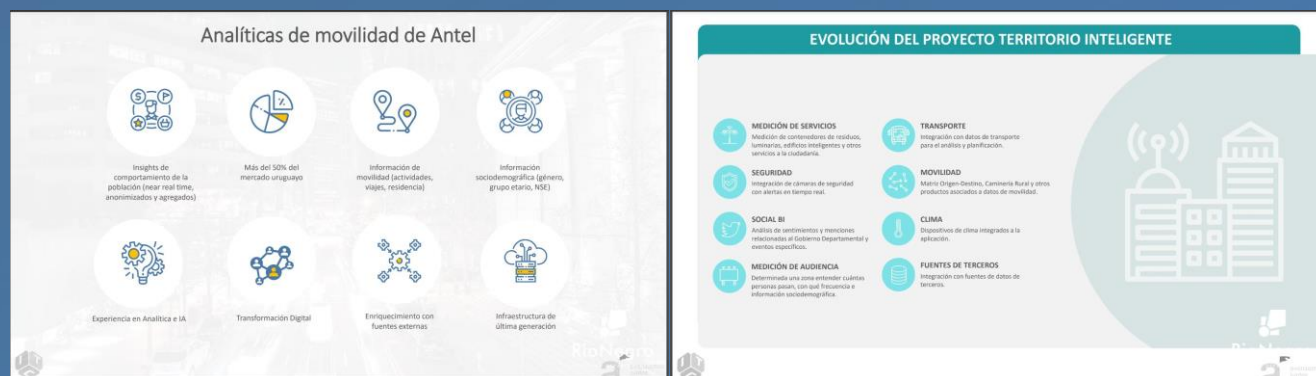 Analíticas de movilidad de Antel
Insights de
comportamiento de la
población (near real time,
anonimizados y agregados)
Más del 50% del
mercado uruguayo
Información de
movilidad (actividades,
viajes, residencia)
Información
sociodemográfica (género,
grupo etario, NSE)
Experiencia en Analítica e IA
Transformación Digital
Enriquecimiento con
fuentes externas
Infraestructura de
última generación
RioNegro
EVOLUCIÓN DEL PROYECTO TERRITORIO INTELIGENTE
MEDICIÓN DE SERVICIOS
Medición de contenedores de residuos,
luminarias, edificios inteligentes y otros
servicios a la ciudadanía.
SEGURIDAD
Integración de cámaras de seguridad
con alertas en tiempo real.
SOCIAL BI
Análisis de sentimientos y menciones
relacionadas al Gobierno Departamental y
eventos específicos.
MEDICIÓN DE AUDIENCIA
Determinada una zona entender cuántas
personas pasan, con qué frecuencia e
información sociodemográfica.
TRANSPORTE
Integración con datos de transporte
para el análisis y planificación.
MOVILIDAD
Matriz Origen-Destino, Caminería Rural y otros
productos asociados a datos de movilidad.
CLIMA
Dispositivos de clima integrados a la
aplicación.
FUENTES DE TERCEROS
Integración con fuentes de datos de
terceros.